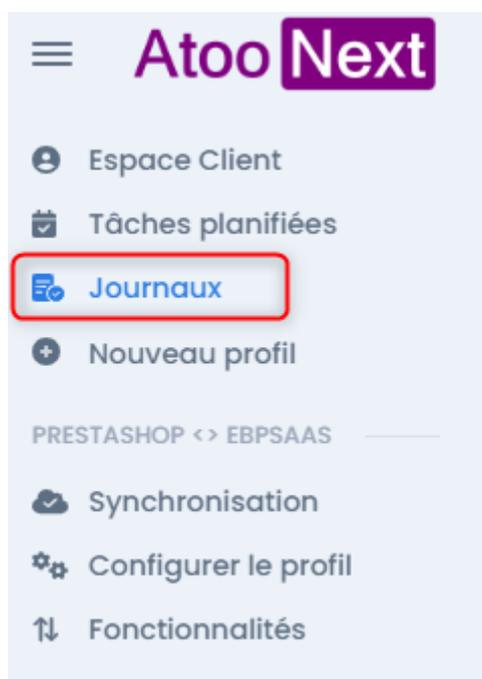 Atoo Next
Espace Client
Tâches planifiées
Journaux
Nouveau profil
PRESTASHOP <> EBPSAAS
Synchronisation
Configurer le profil
Fonctionnalités